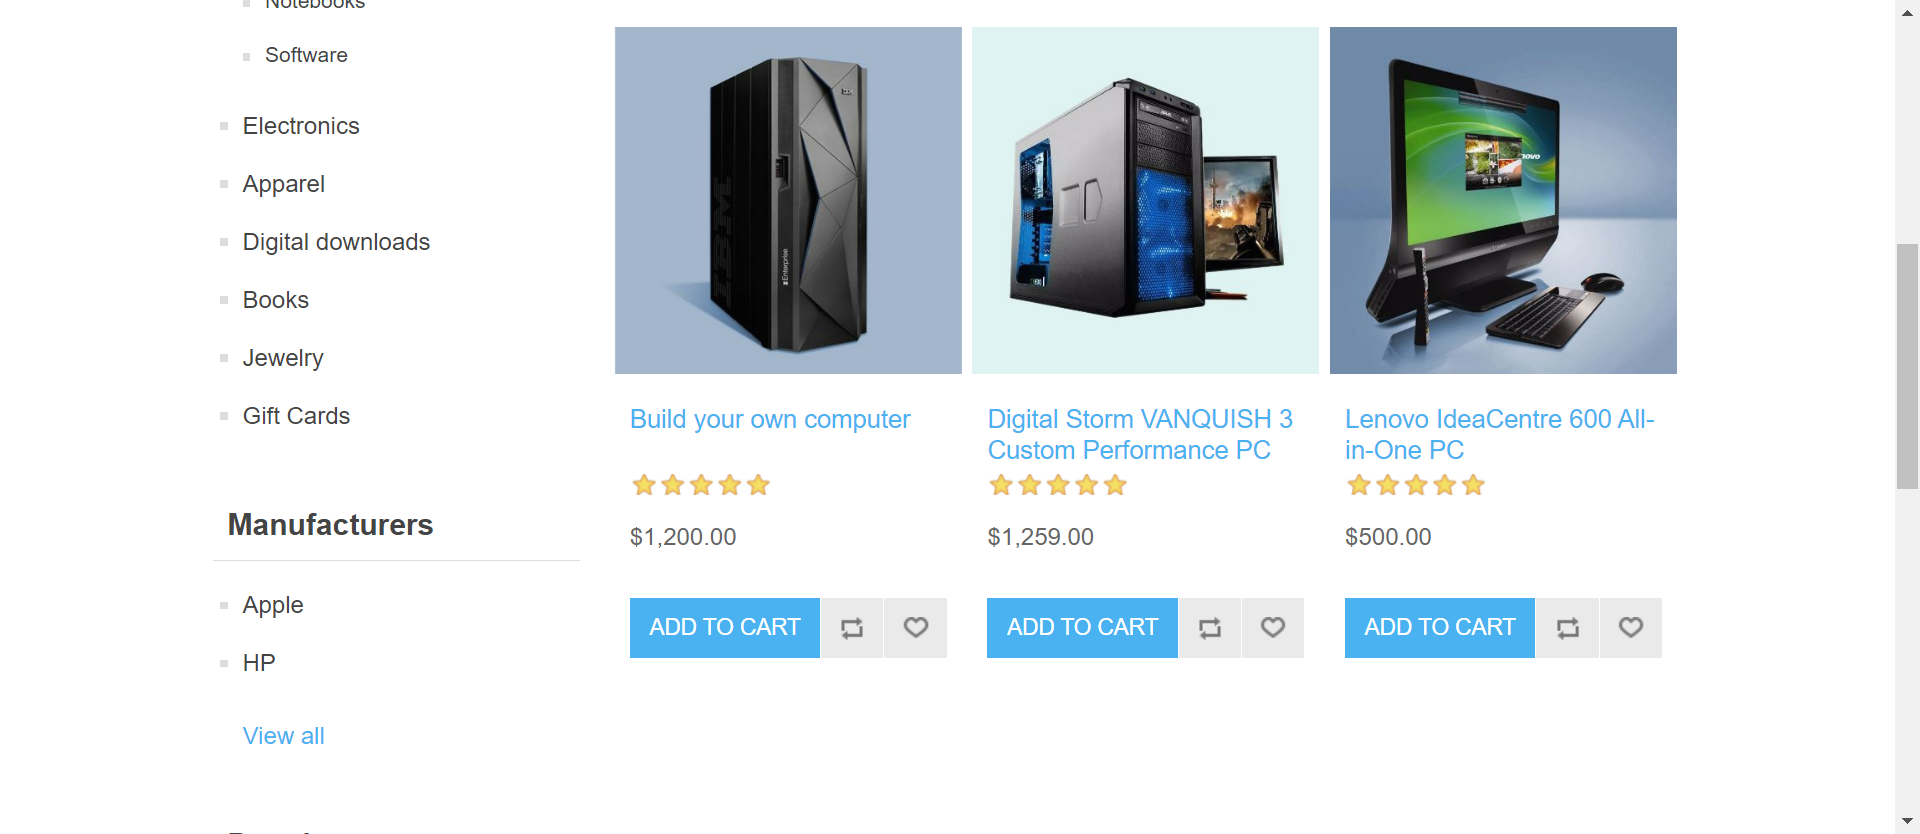 Notebooks
Software
Electronics
Apparel
Digital downloads
Books
Jewelry
Gift Cards
Manufacturers
Apple
HP
View all
IBM
Enterprise
Build your own computer
$1,200.00
ADD TO CART
Digital Storm VANQUISH 3
Custom Performance PC
$1,259.00
ADD TO CART
Lenovo IdeaCentre 600 All-
in-One PC
$500.00
ADD TO CART